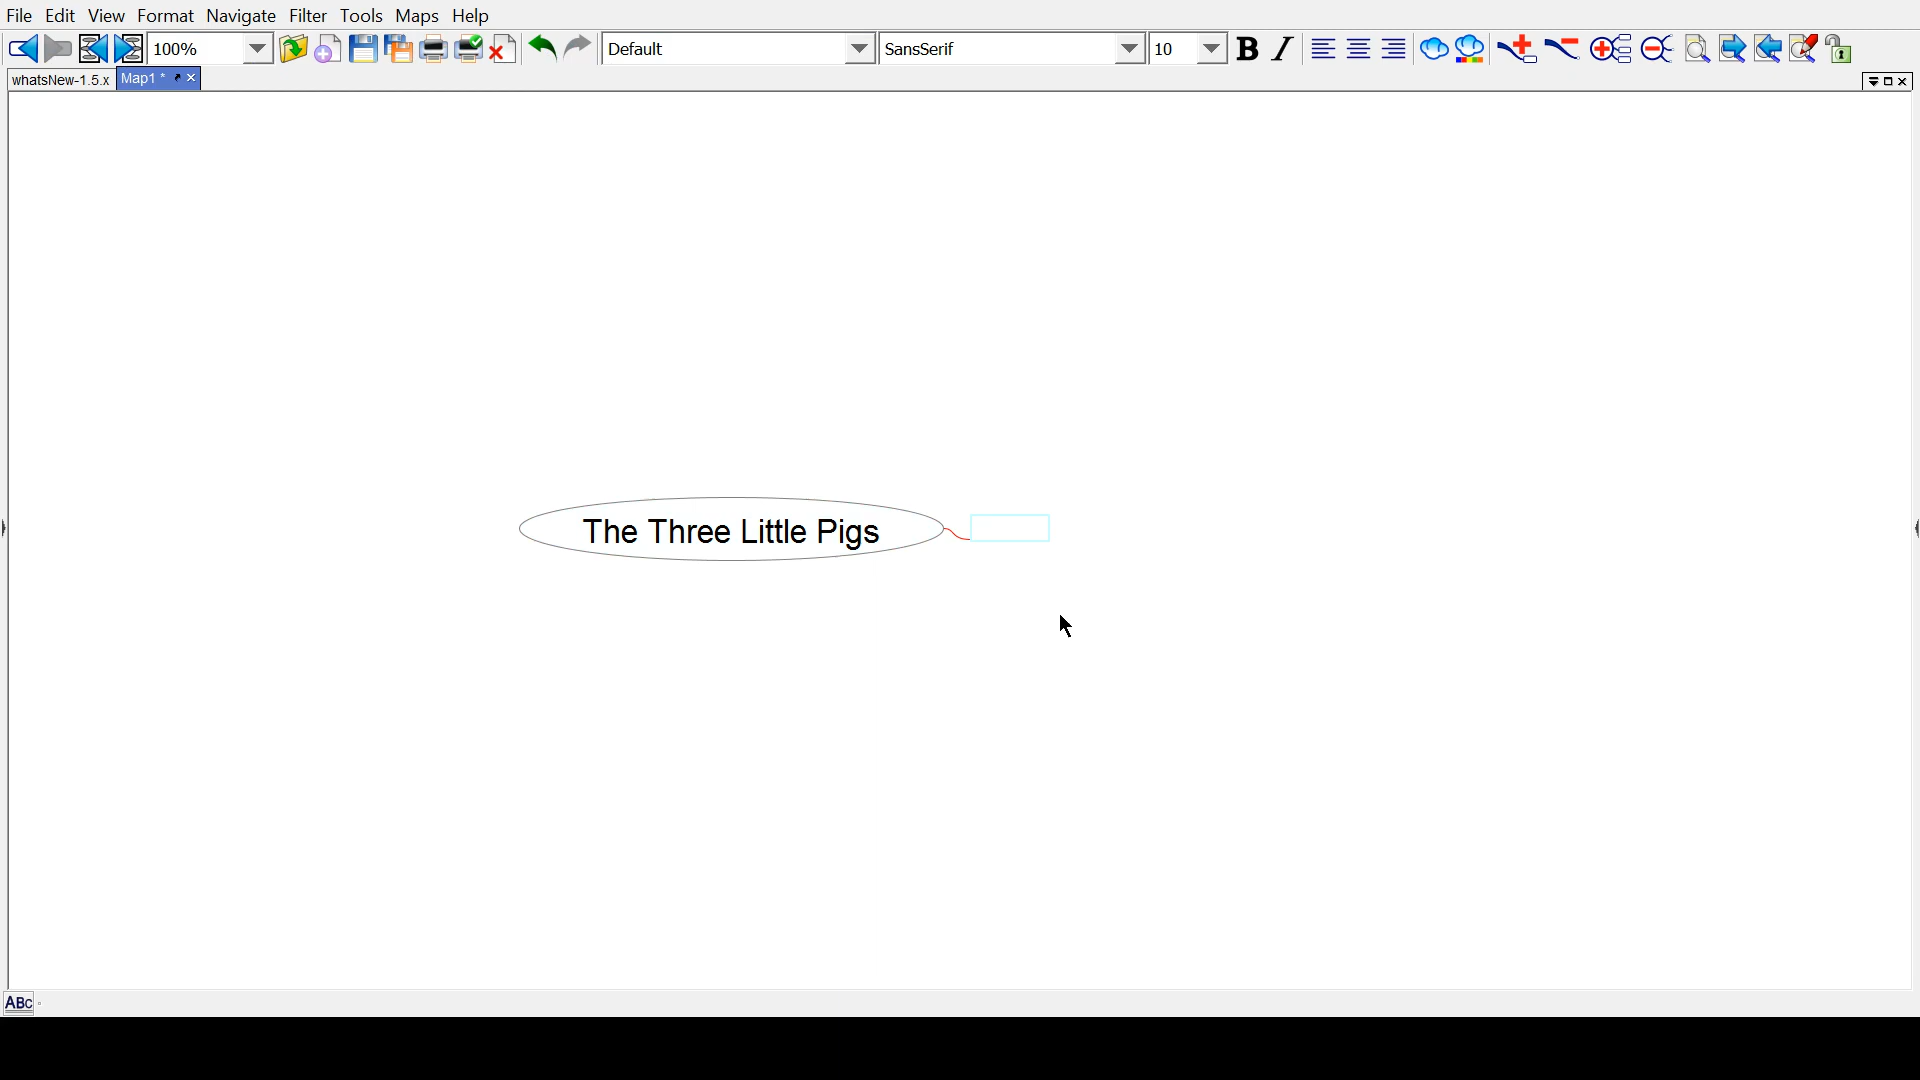 File Edit View Format Navigate Filter Tools Maps Help
100% Default SansSerif 10 B I
whatsNew-1.5.x Map1 *
The Three Little Pigs
ABC